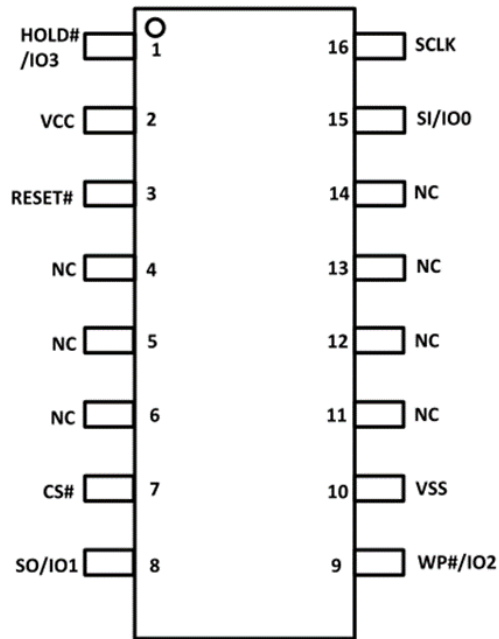 HOLD#
/IO3
1
16
SCLK
VCC
2
15
SI/IO0
RESET#
3
14
NC
NC
4
13
NC
NC
5
12
NC
NC
6
11
NC
CS#
7
10
VSS
SO/IO1
8
9
WP#/IO2